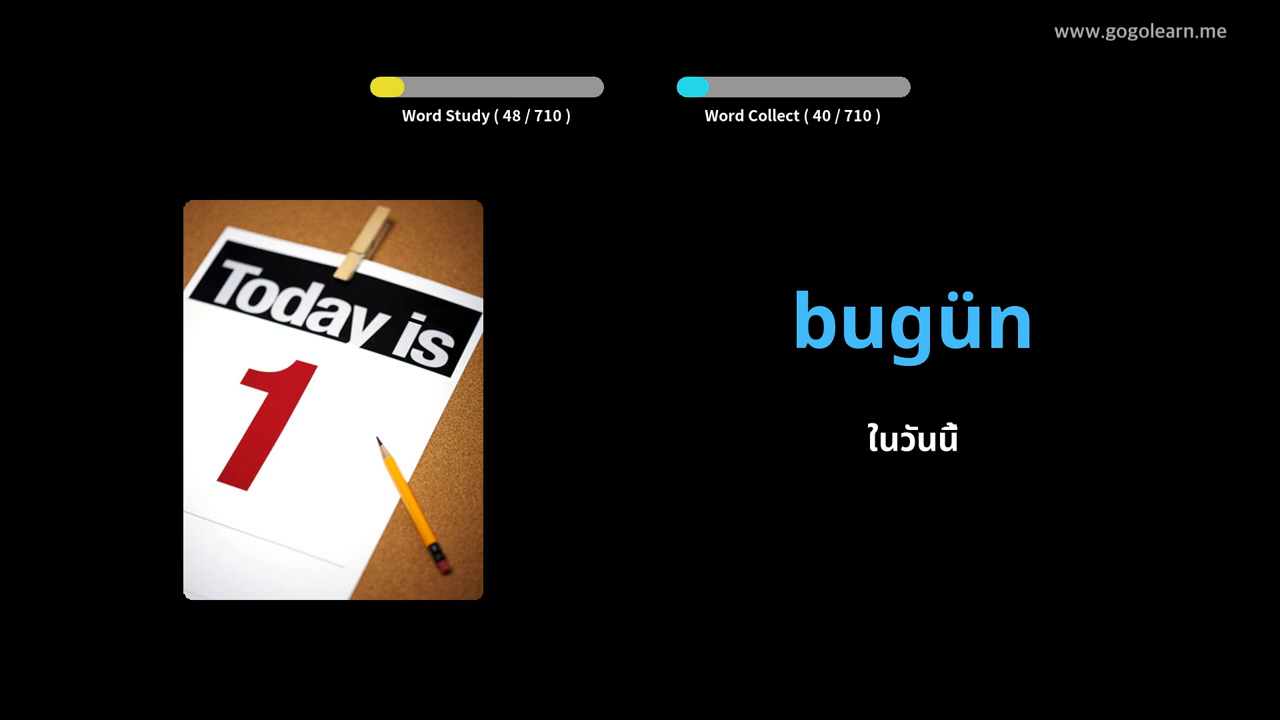 www.gogolearn.me
Word Study ( 48 / 710 )
Word Collect ( 40 / 710 )
Today is
1
bugün
ในวันนี้